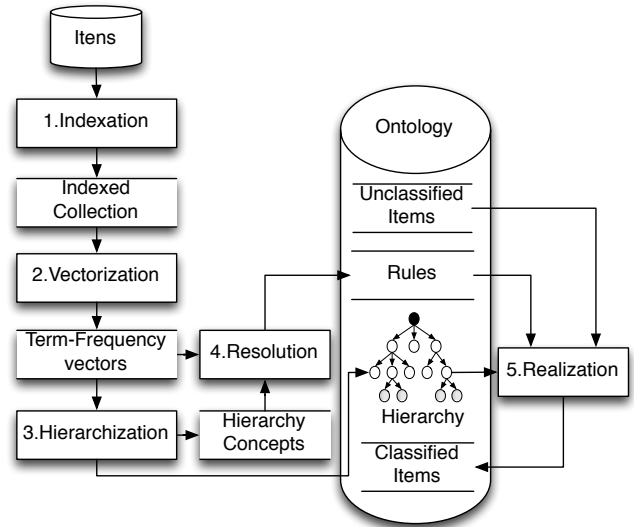 Itens
1.Indexation
Indexed
Collection
2.Vectorization
Term-Frequency
vectors
3.Hierarchization
4.Resolution
Hierarchy
Concepts
Ontology
Unclassified
Items
Rules
Hierarchy
Classified
Items
5.Realization